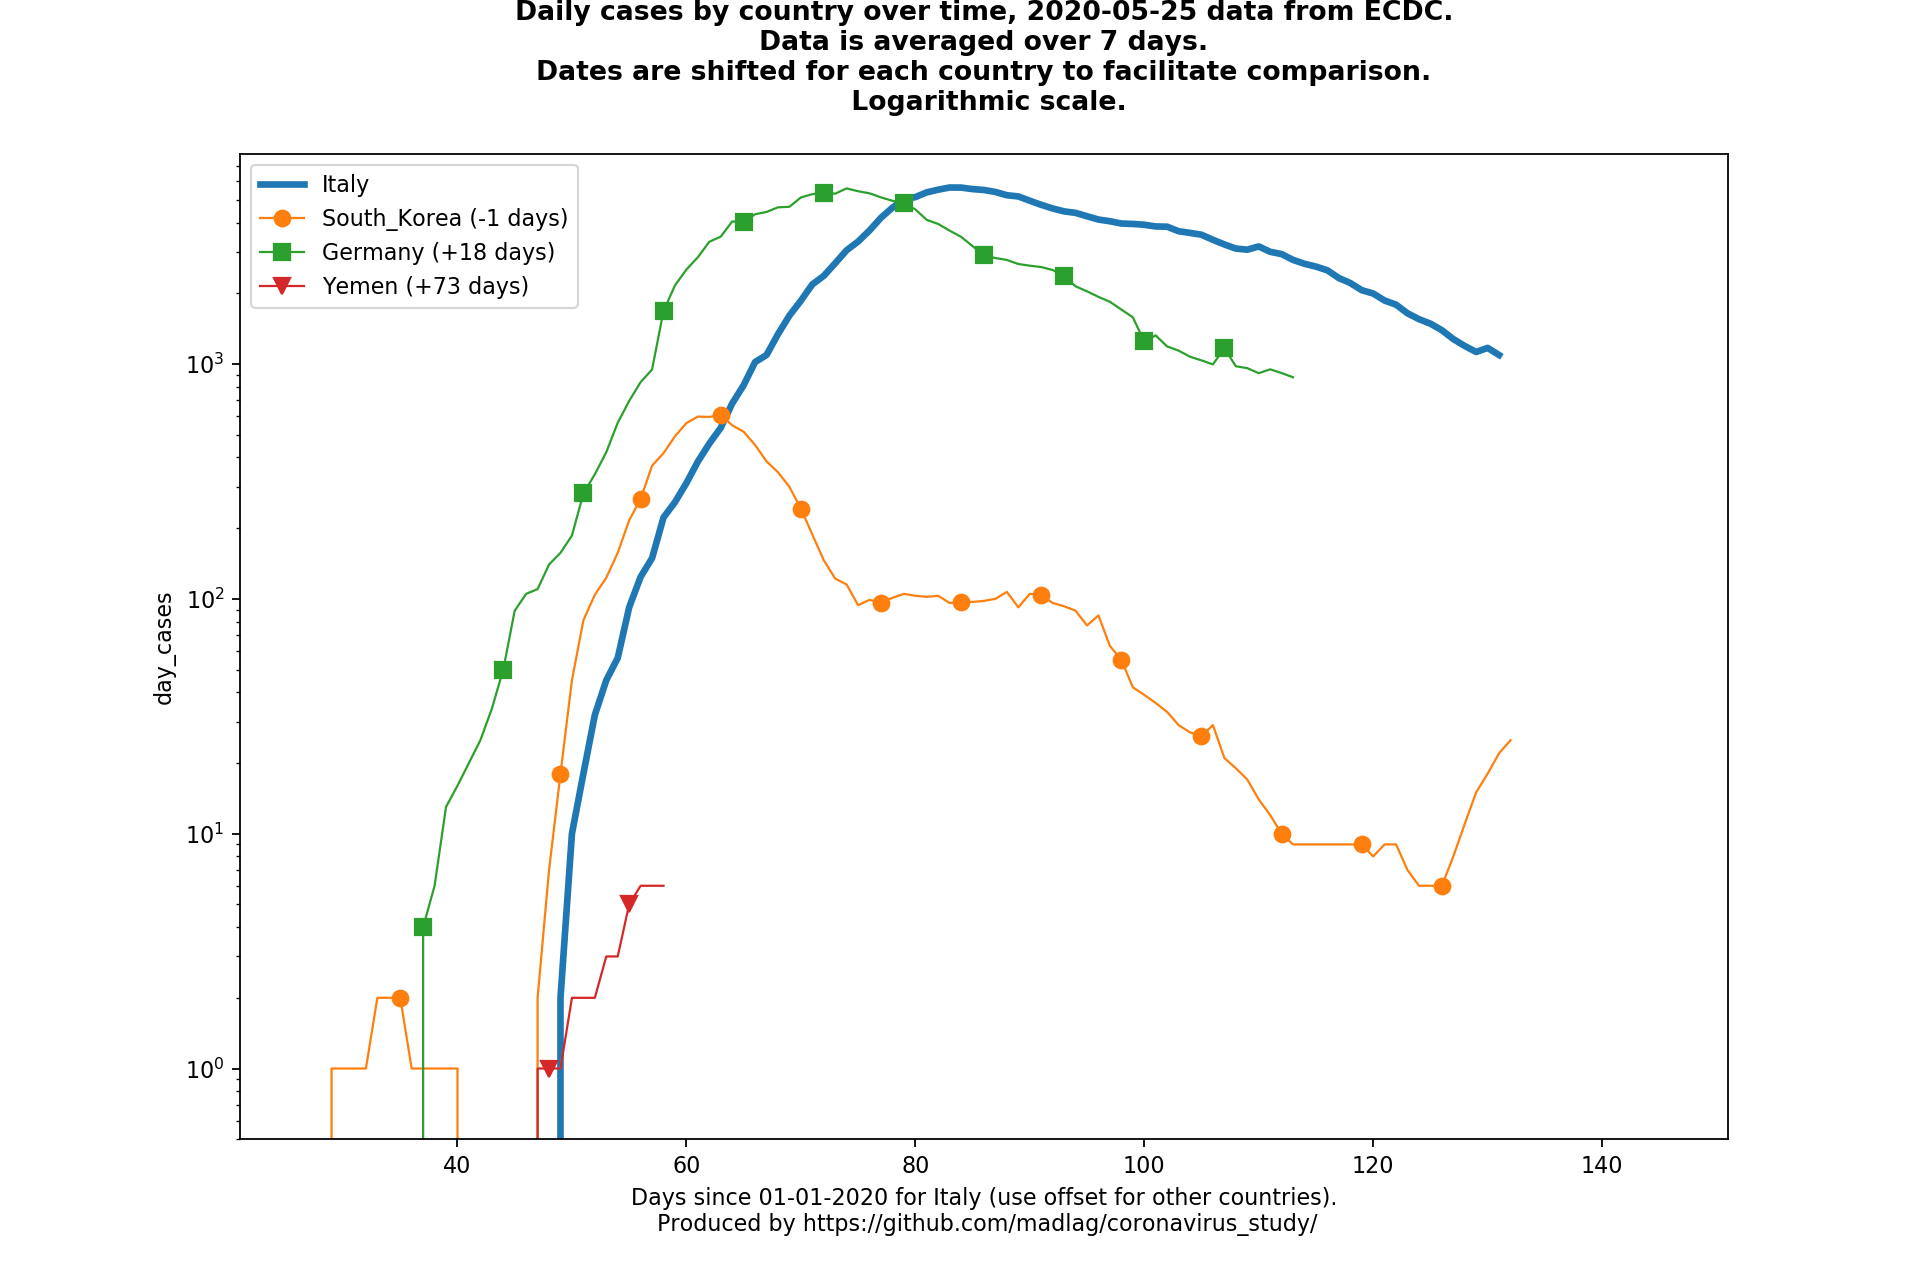 Daily cases by country over time, 2020-05-25 data from ECDC.
Data is averaged over 7 days.
Dates are shifted for each country to facilitate comparison.
Logarithmic scale.
Italy
South_Korea (-1 days)
Germany (+18 days)
Yemen (+73 days)
10³
10²
10¹
10⁰
day_cases
40 60 80 100 120 140
Days since 01-01-2020 for Italy (use offset for other countries).
Produced by https://github.com/madlag/coronavirus_study/